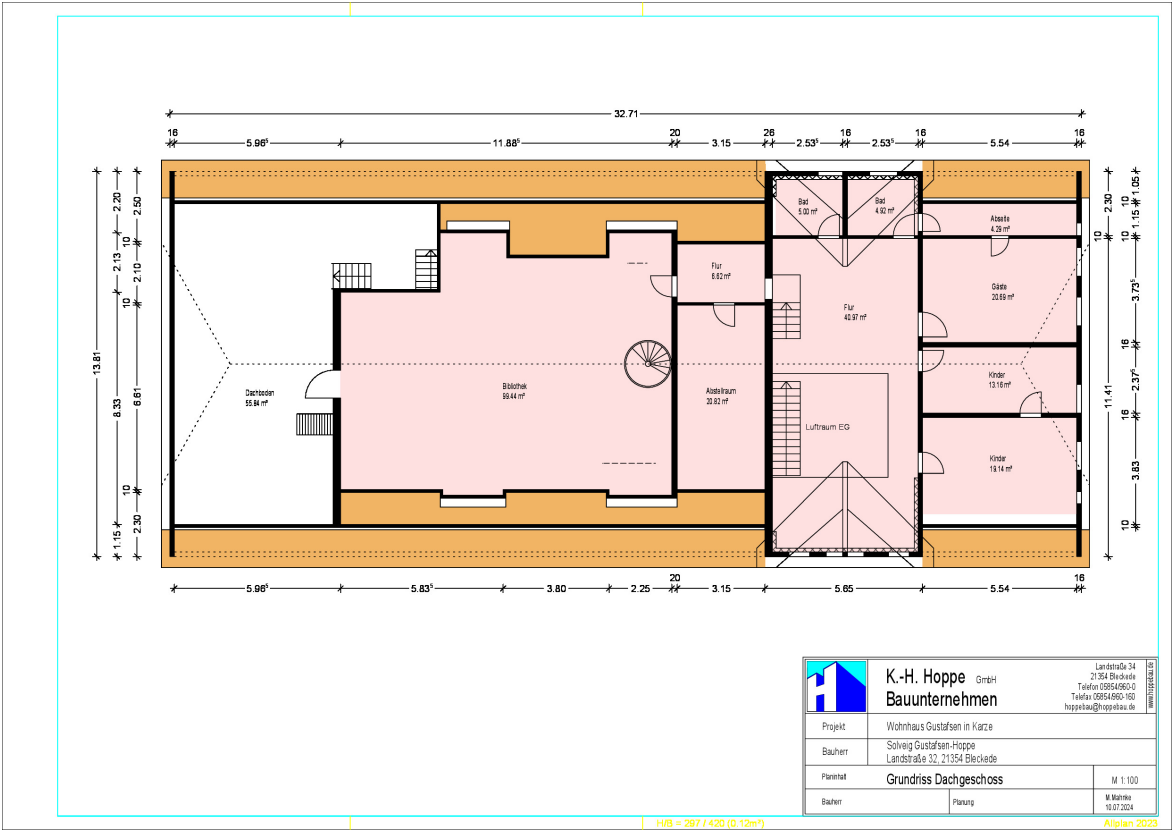 32.71
16
5.96⁵
11.88⁵
20
3.15
26
2.53⁵
16
2.53⁵
16
5.54
16
13.81
2.20
2.13
8.33
1.15
2.50
10
2.10
10
6.61
10
2.30
Bad
5.00 m²
Bad
4.92 m²
Abseite
4.29 m²
Flur
6.62 m²
Gäste
20.69 m²
Flur
40.97 m²
Dachboden
55.84 m²
Bibliothek
99.44 m²
Abstellraum
20.82 m²
Kinder
13.16 m²
Luftraum EG
Kinder
19.14 m²
2.30
10
11.41
1.05⁵
10
1.15
10
3.73⁵
16
2.37⁵
16
3.83
10
5.96⁵
5.83⁵
3.80
2.25
20
3.15
5.65
5.54
16
K.-H. Hoppe GmbH
Bauunternehmen
Landstraße 34
21354 Bleckede
Telefon 05854/960-0
Telefax 05854/960-160
hoppebau@hoppebau.de
www.hoppebau.de
Projekt
Wohnhaus Gustafsen in Karze
Bauherr
Solveig Gustafsen-Hoppe
Landstraße 32, 21354 Bleckede
Planinhalt
Grundriss Dachgeschoss
M 1:100
Bauherr
Planung
M.Mahnke
10.07.2024
H/B = 297 / 420 (0.12m²)
Allplan 2023